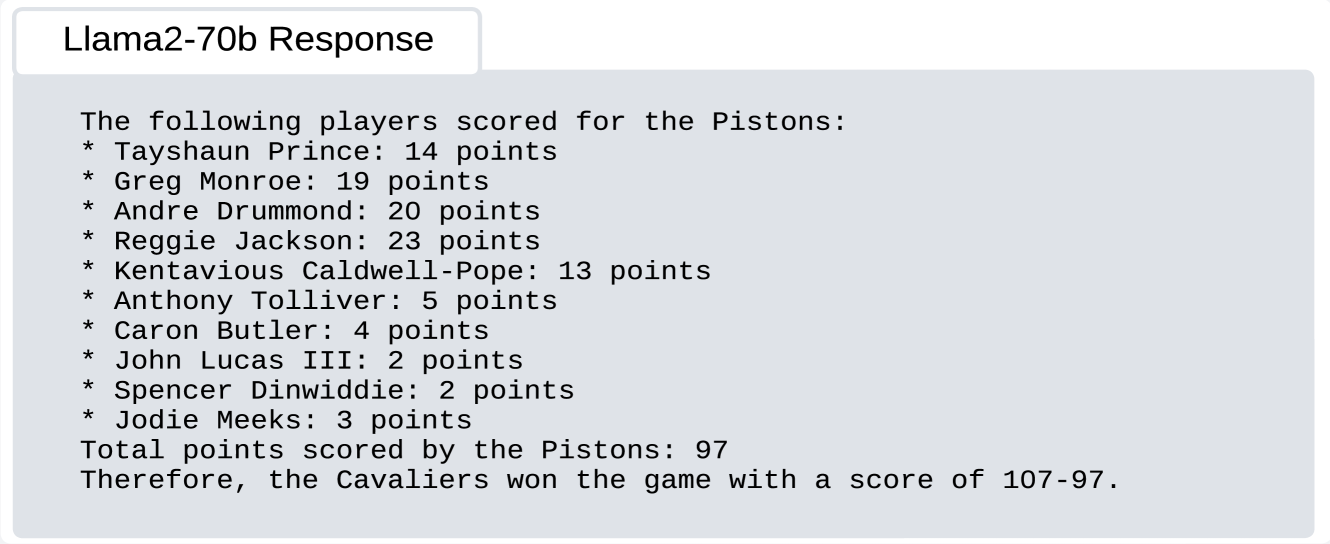 Llama2-70b Response
The following players scored for the Pistons:
* Tayshaun Prince: 14 points
* Greg Monroe: 19 points
* Andre Drummond: 20 points
* Reggie Jackson: 23 points
* Kentavious Caldwell-Pope: 13 points
* Anthony Tolliver: 5 points
* Caron Butler: 4 points
* John Lucas III: 2 points
* Spencer Dinwiddie: 2 points
* Jodie Meeks: 3 points
Total points scored by the Pistons: 97
Therefore, the Cavaliers won the game with a score of 107-97.